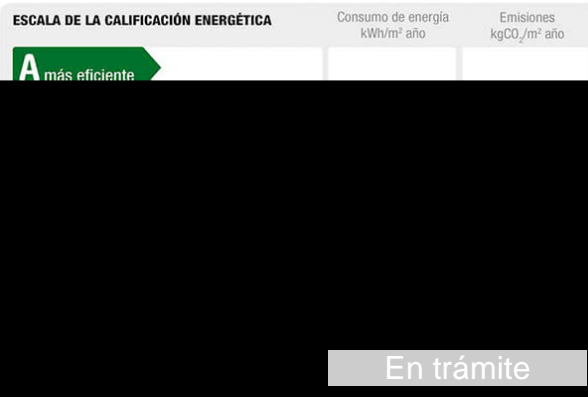 ESCALA DE LA CALIFICACIÓN ENERGÉTICA
Consumo de energía
kWh/m² año
Emisiones
kgCO₂/m² año
A más eficiente
En trámite